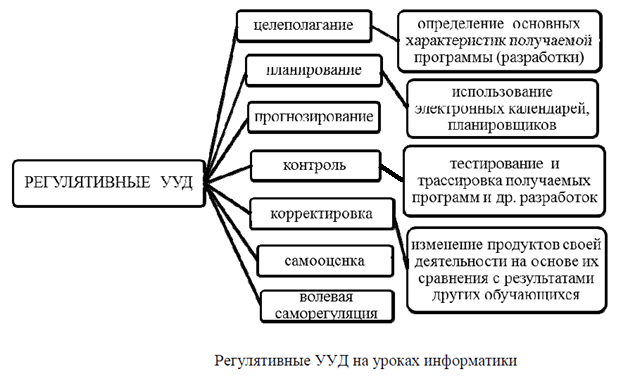 РЕГУЛЯТИВНЫЕ УУД
целеполагание
определение основных
характеристик получаемой
программы (разработки)
планирование
использование
электронных календарей,
планировщиков
прогнозирование
контроль
тестирование и
трассировка получаемых
программ и др. разработок
корректировка
изменение продуктов своей
деятельности на основе их
сравнения с результатами
других обучающихся
самооценка
волевая
саморегуляция
Регулятивные УУД на уроках информатики